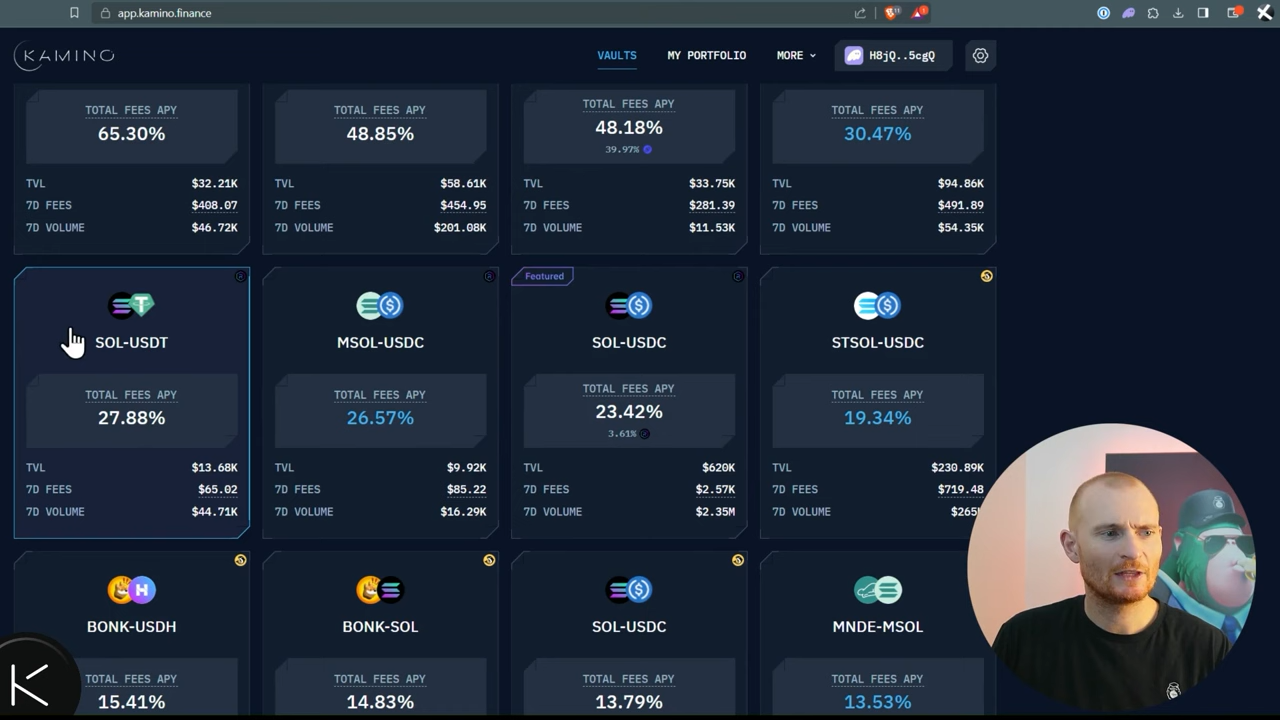 app.kamino.finance
KAMINO
VAULTS
MY PORTFOLIO
MORE
H8jQ..5cgQ
TOTAL FEES APY
65.30%
TVL
$32.21K
7D FEES
$408.07
7D VOLUME
$46.72K
TOTAL FEES APY
48.85%
TVL
$58.61K
7D FEES
$454.95
7D VOLUME
$201.08K
TOTAL FEES APY
48.18%
39.97%
TVL
$33.75K
7D FEES
$281.39
7D VOLUME
$11.53K
TOTAL FEES APY
30.47%
TVL
$94.86K
7D FEES
$491.89
7D VOLUME
$54.35K
SOL-USDT
TOTAL FEES APY
27.88%
TVL
$13.68K
7D FEES
$65.02
7D VOLUME
$44.71K
MSOL-USDC
TOTAL FEES APY
26.57%
TVL
$9.92K
7D FEES
$85.22
7D VOLUME
$16.29K
Featured
SOL-USDC
TOTAL FEES APY
23.42%
3.61%
TVL
$620K
7D FEES
$2.57K
7D VOLUME
$2.35M
STSOL-USDC
TOTAL FEES APY
19.34%
TVL
$230.89K
7D FEES
$719.48
7D VOLUME
$265
BONK-USDH
TOTAL FEES APY
15.41%
BONK-SOL
TOTAL FEES APY
14.83%
SOL-USDC
TOTAL FEES APY
13.79%
MNDE-MSOL
TOTAL FEES APY
13.53%
K